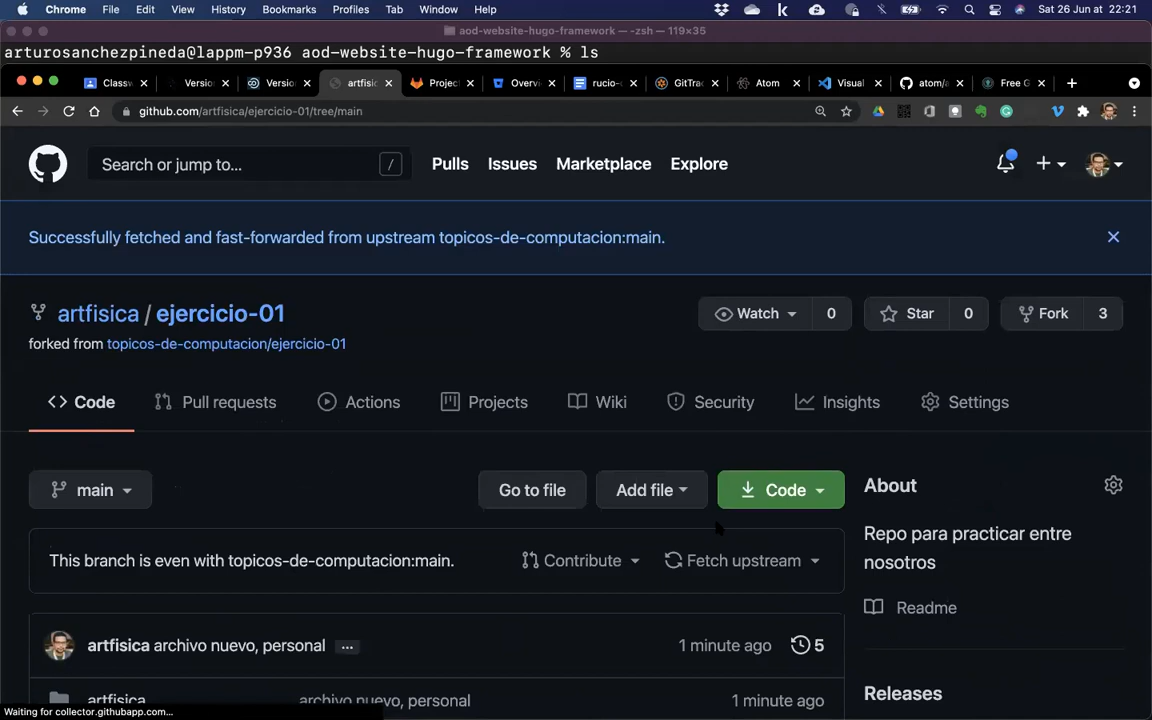 Chrome File Edit View History Bookmarks Profiles Tab Window Help Sat 26 Jun at 22:21
aod-website-hugo-framework — -zsh — 119×35
arturosanchezpineda@lappm-p936 aod-website-hugo-framework % ls
Classw Version Versio artfisic Project Overvi rucio- GitTrac Atom Visual atom/a Free G
github.com/artfisica/ejercicio-01/tree/main
Search or jump to... / Pulls Issues Marketplace Explore
Successfully fetched and fast-forwarded from upstream topicos-de-computacion:main.
artfisica / ejercicio-01 Watch 0 Star 0 Fork 3
forked from topicos-de-computacion/ejercicio-01
Code Pull requests Actions Projects Wiki Security Insights Settings
main Go to file Add file Code About
Repo para practicar entre
nosotros
This branch is even with topicos-de-computacion:main. Contribute Fetch upstream
Readme
artfisica archivo nuevo, personal ... 1 minute ago 5
Releases
artfisica archivo nuevo, personal 1 minute ago
Waiting for collector.githubapp.com...